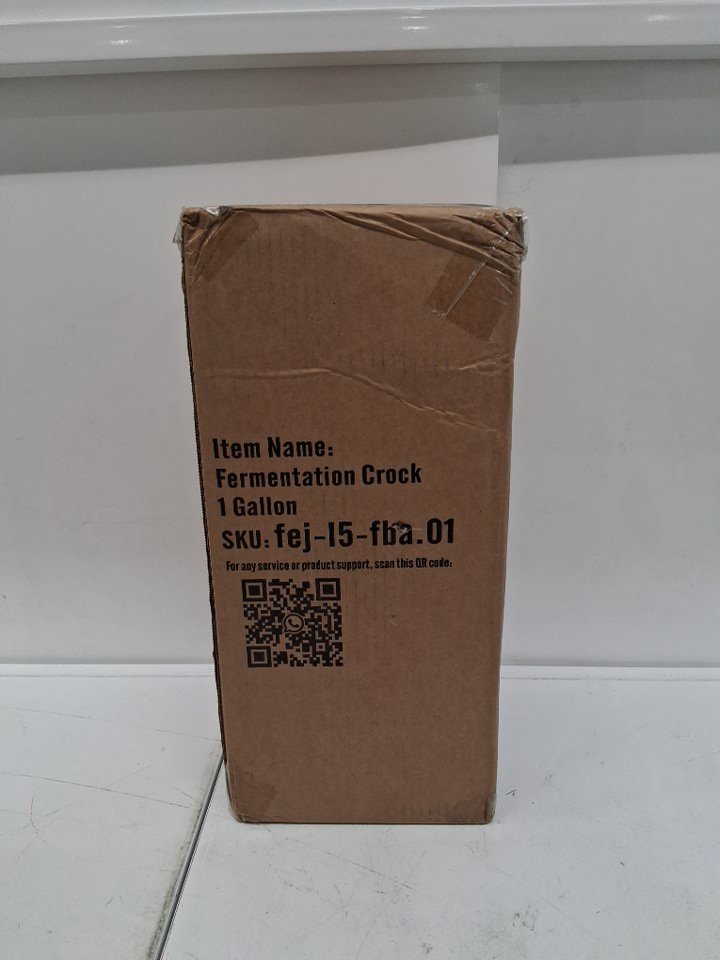 Item Name:
Fermentation Crock
1 Gallon
SKU: fej-l5-fba.01
For any service or product support, scan this QR code: